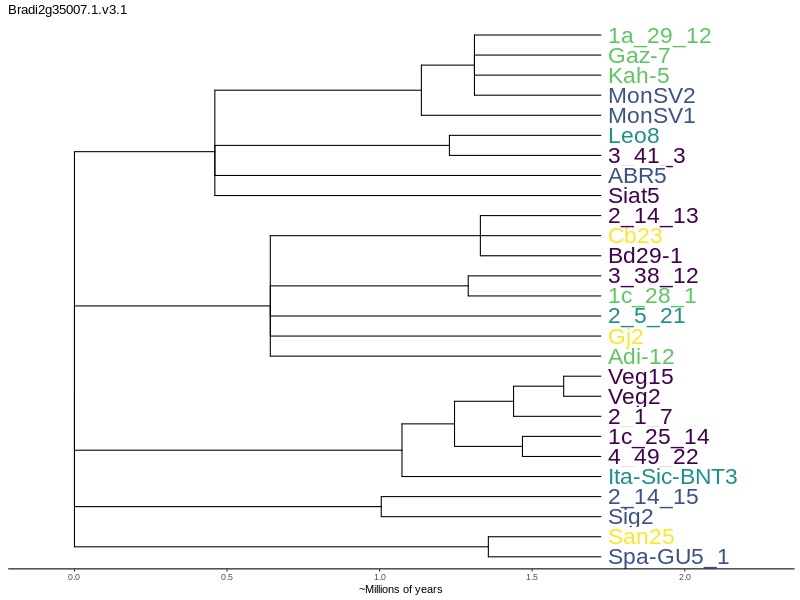 Bradi2g35007.1.v3.1
1a_29_12
Gaz-7
Kah-5
MonSV2
MonSV1
Leo8
3_41_3
ABR5
Siat5
2_14_13
Cb23
Bd29-1
3_38_12
1c_28_1
2_5_21
Gj2
Adi-12
Veg15
Veg2
2_1_7
1c_25_14
4_49_22
Ita-Sic-BNT3
2_14_15
Sig2
San25
Spa-GU5_1
0.0 0.5 1.0 1.5 2.0
~Millions of years